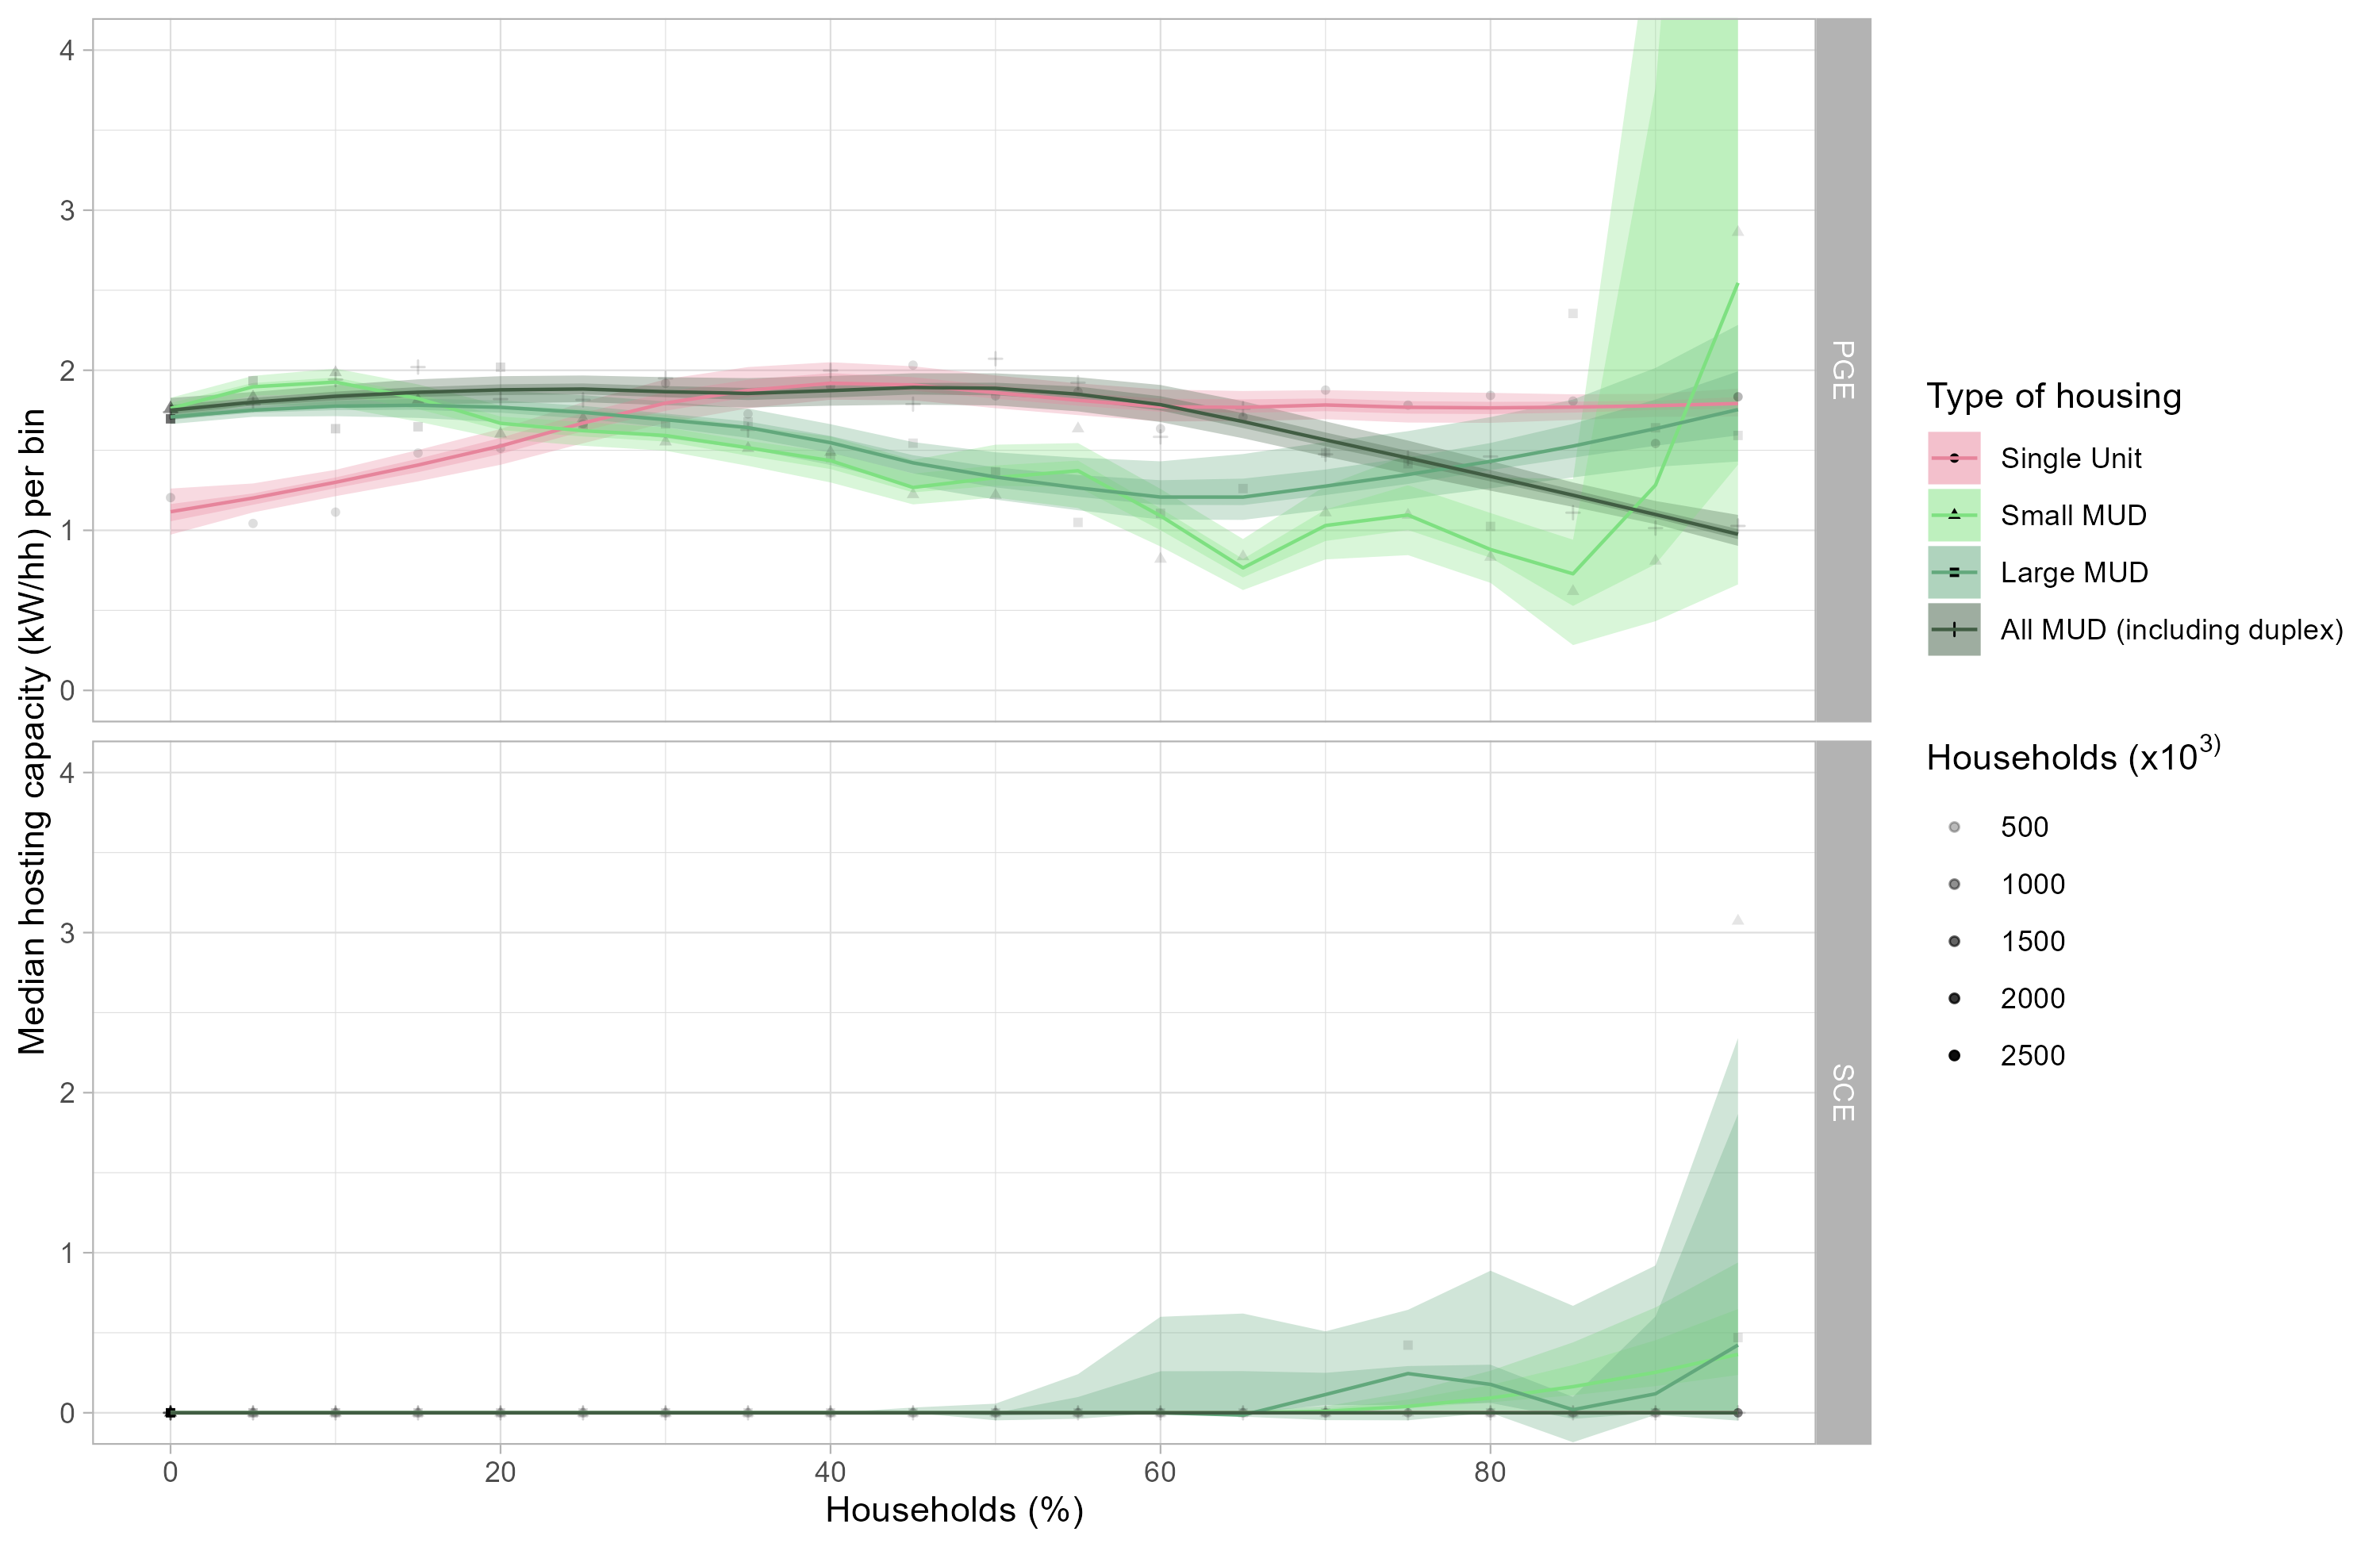 Median hosting capacity (kW/hh) per bin
4
3
2
1
0
PGE
4
3
2
1
0
SCE
0 20 40 60 80
Households (%)
Type of housing
Single Unit
Small MUD
Large MUD
All MUD (including duplex)
Households (x10³⁾
500
1000
1500
2000
2500